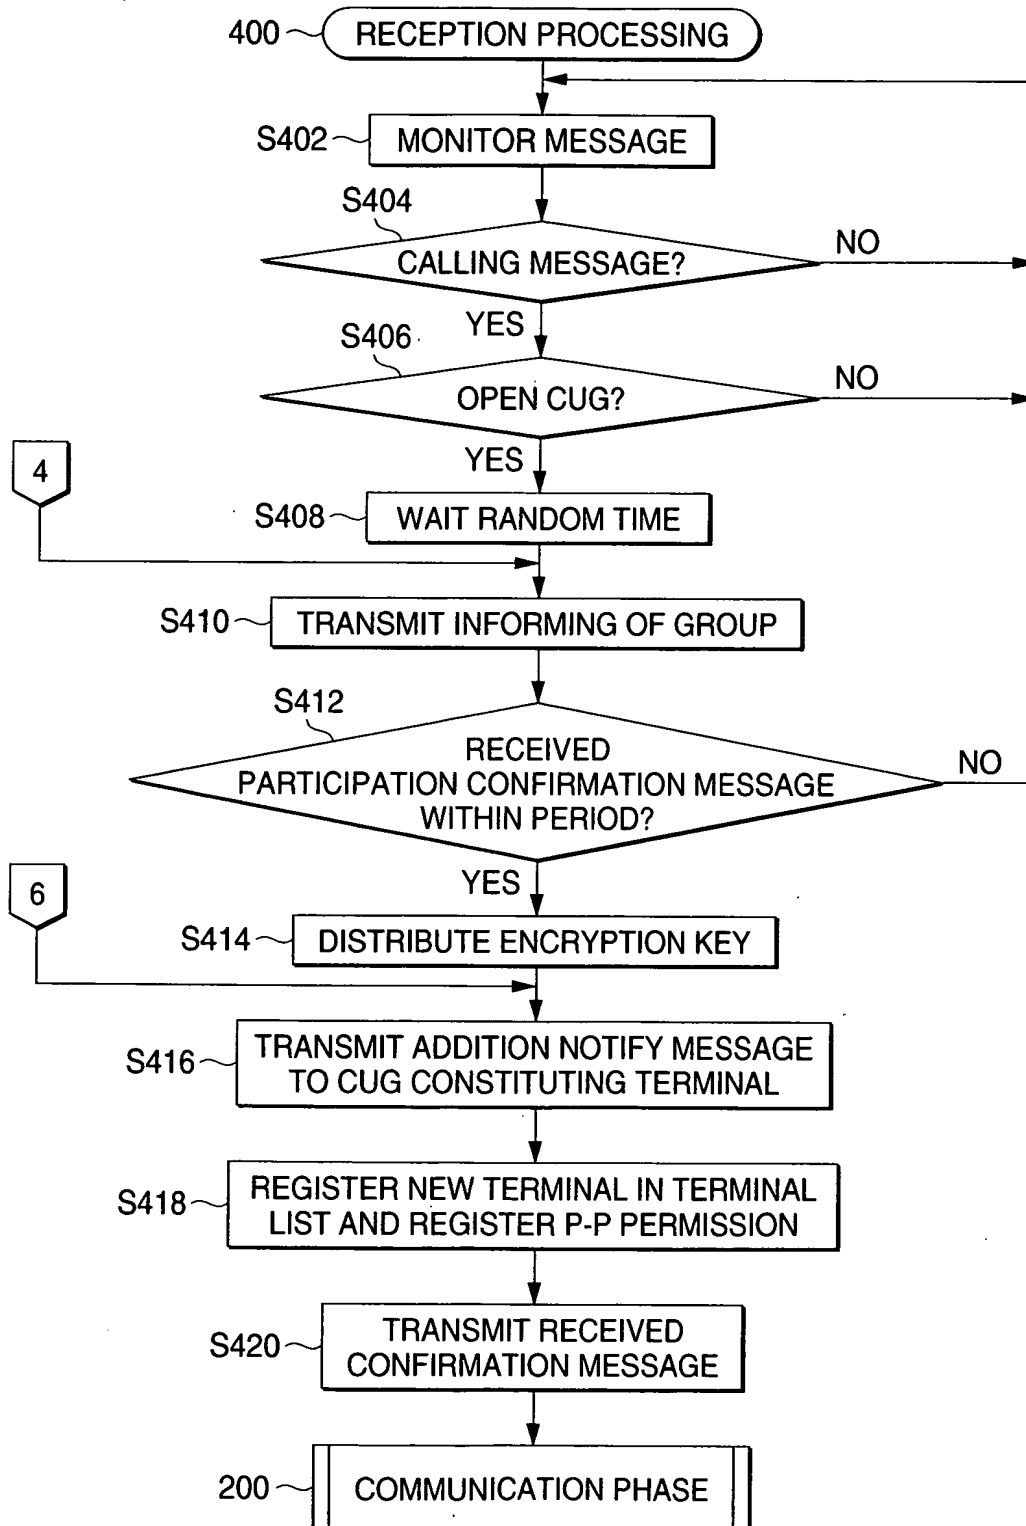 400
RECEPTION PROCESSING
S402
MONITOR MESSAGE
S404
CALLING MESSAGE?
NO
YES
S406
OPEN CUG?
NO
YES
4
S408
WAIT RANDOM TIME
S410
TRANSMIT INFORMING OF GROUP
S412
RECEIVED
PARTICIPATION CONFIRMATION MESSAGE
WITHIN PERIOD?
NO
YES
6
S414
DISTRIBUTE ENCRYPTION KEY
S416
TRANSMIT ADDITION NOTIFY MESSAGE
TO CUG CONSTITUTING TERMINAL
S418
REGISTER NEW TERMINAL IN TERMINAL
LIST AND REGISTER P-P PERMISSION
S420
TRANSMIT RECEIVED
CONFIRMATION MESSAGE
200
COMMUNICATION PHASE